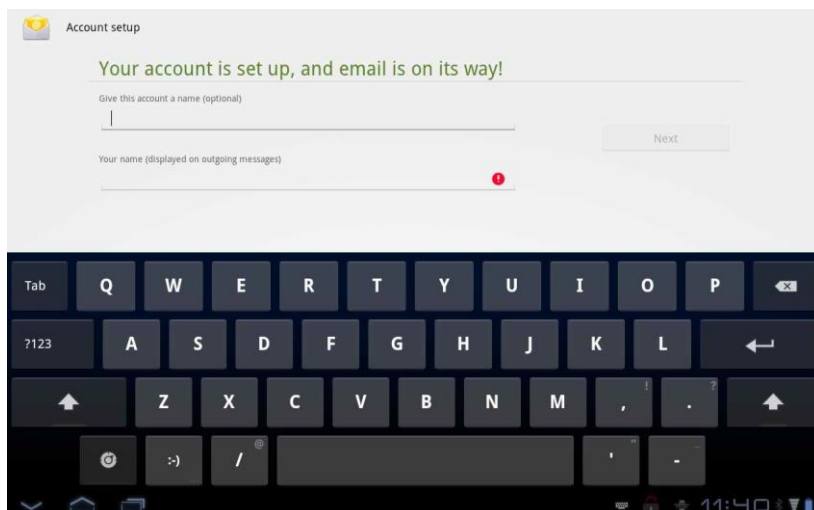 Account setup
Your account is set up, and email is on its way!
Give this account a name (optional)
Next
Your name (displayed on outgoing messages)
Tab Q W E R T Y U I O P
?123 A S D F G H J K L
Z X C V B N M , ! . ?
:-) / @ ' " - _
11:40